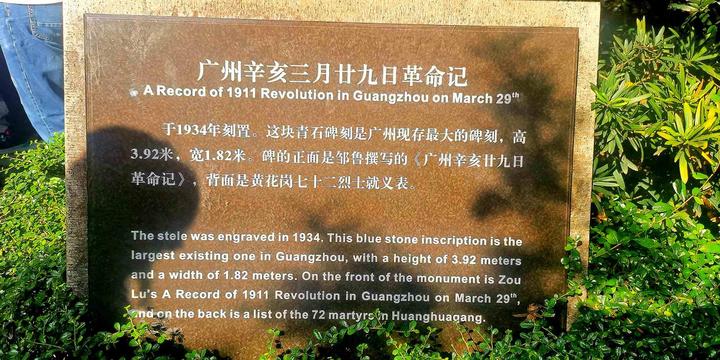 广州辛亥三月廿九日革命记
A Record of 1911 Revolution in Guangzhou on March 29th
于1934年刻置。这块青石碑刻是广州现存最大的碑刻，高
3.92米，宽1.82米。碑的正面是邹鲁撰写的《广州辛亥廿九日
革命记》，背面是黄花岗七十二烈士就义表。
The stele was engraved in 1934. This blue stone inscription is the
largest existing one in Guangzhou, with a height of 3.92 meters
and a width of 1.82 meters. On the front of the monument is Zou
Lu's A Record of 1911 Revolution in Guangzhou on March 29th,
and on the back is a list of the 72 martyrs in Huanghuagang.